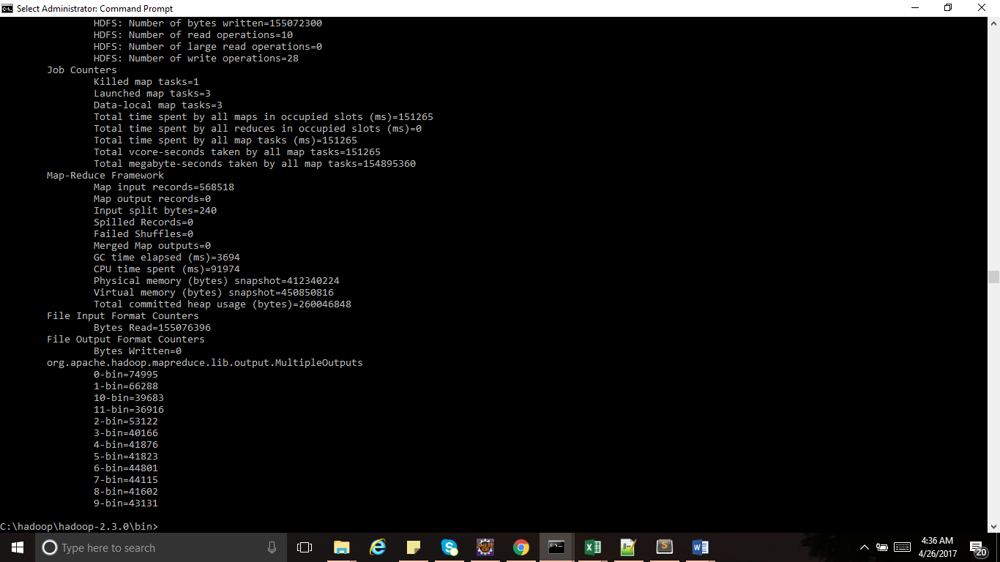 Select Administrator: Command Prompt
HDFS: Number of bytes written=155072300
HDFS: Number of read operations=10
HDFS: Number of large read operations=0
HDFS: Number of write operations=28
Job Counters
Killed map tasks=1
Launched map tasks=3
Data-local map tasks=3
Total time spent by all maps in occupied slots (ms)=151265
Total time spent by all reduces in occupied slots (ms)=0
Total time spent by all map tasks (ms)=151265
Total vcore-seconds taken by all map tasks=151265
Total megabyte-seconds taken by all map tasks=154895360
Map-Reduce Framework
Map input records=568518
Map output records=0
Input split bytes=240
Spilled Records=0
Failed Shuffles=0
Merged Map outputs=0
GC time elapsed (ms)=3694
CPU time spent (ms)=91974
Physical memory (bytes) snapshot=412340224
Virtual memory (bytes) snapshot=450850816
Total committed heap usage (bytes)=260046848
File Input Format Counters
Bytes Read=155076396
File Output Format Counters
Bytes Written=0
org.apache.hadoop.mapreduce.lib.output.MultipleOutputs
0-bin=74995
1-bin=66288
10-bin=39683
11-bin=36916
2-bin=53122
3-bin=40166
4-bin=41876
5-bin=41823
6-bin=44801
7-bin=44115
8-bin=41602
9-bin=43131
C:\hadoop\hadoop-2.3.0\bin>
Type here to search
4:36 AM
4/26/2017
20